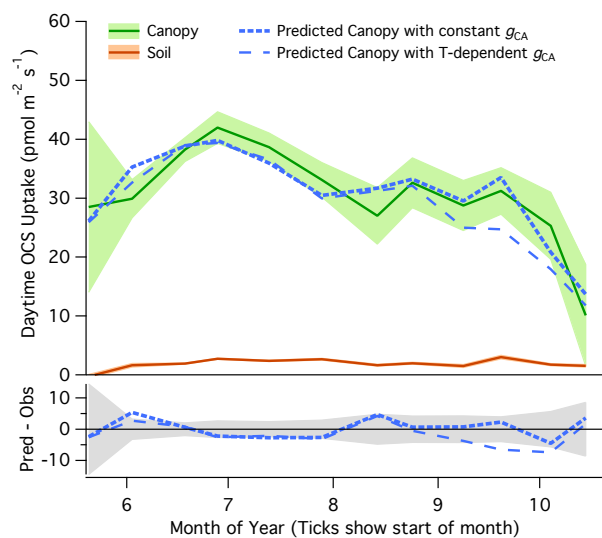 60
50
40
30
20
10
0
Daytime OCS Uptake (pmol m⁻² s⁻¹)
Canopy
Soil
Predicted Canopy with constant gCA
Predicted Canopy with T-dependent gCA
10
0
-10
Pred - Obs
6 7 8 9 10
Month of Year (Ticks show start of month)